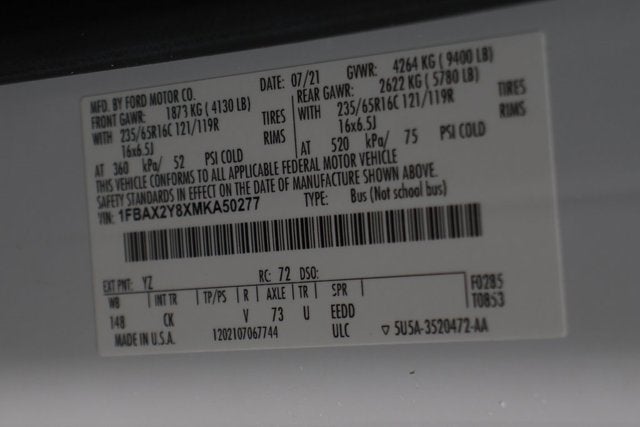 MFD. BY FORD MOTOR CO. DATE: 07/21 GVWR: 4264 KG (9400 LB)
FRONT GAWR: 1873 KG (4130 LB) REAR GAWR: 2622 KG (5780 LB)
WITH 235/65R16C 121/119R TIRES WITH 235/65R16C 121/119R TIRES
16x6.5J RIMS 16x6.5J RIMS
AT 360 kPa/ 52 PSI COLD AT 520 kPa/ 75 PSI COLD
THIS VEHICLE CONFORMS TO ALL APPLICABLE FEDERAL MOTOR VEHICLE
SAFETY STANDARDS IN EFFECT ON THE DATE OF MANUFACTURE SHOWN ABOVE.
VIN: 1FBAX2Y8XMKA50277 TYPE: Bus (Not school bus)
EXT PNT: YZ RC: 72 DSO:
WB INT TR TP/PS R AXLE TR SPR F0285
148 CK V 73 U EEDD T0853
MADE IN U.S.A. 1202107067744 ULC ▽ 5U5A-3520472-AA